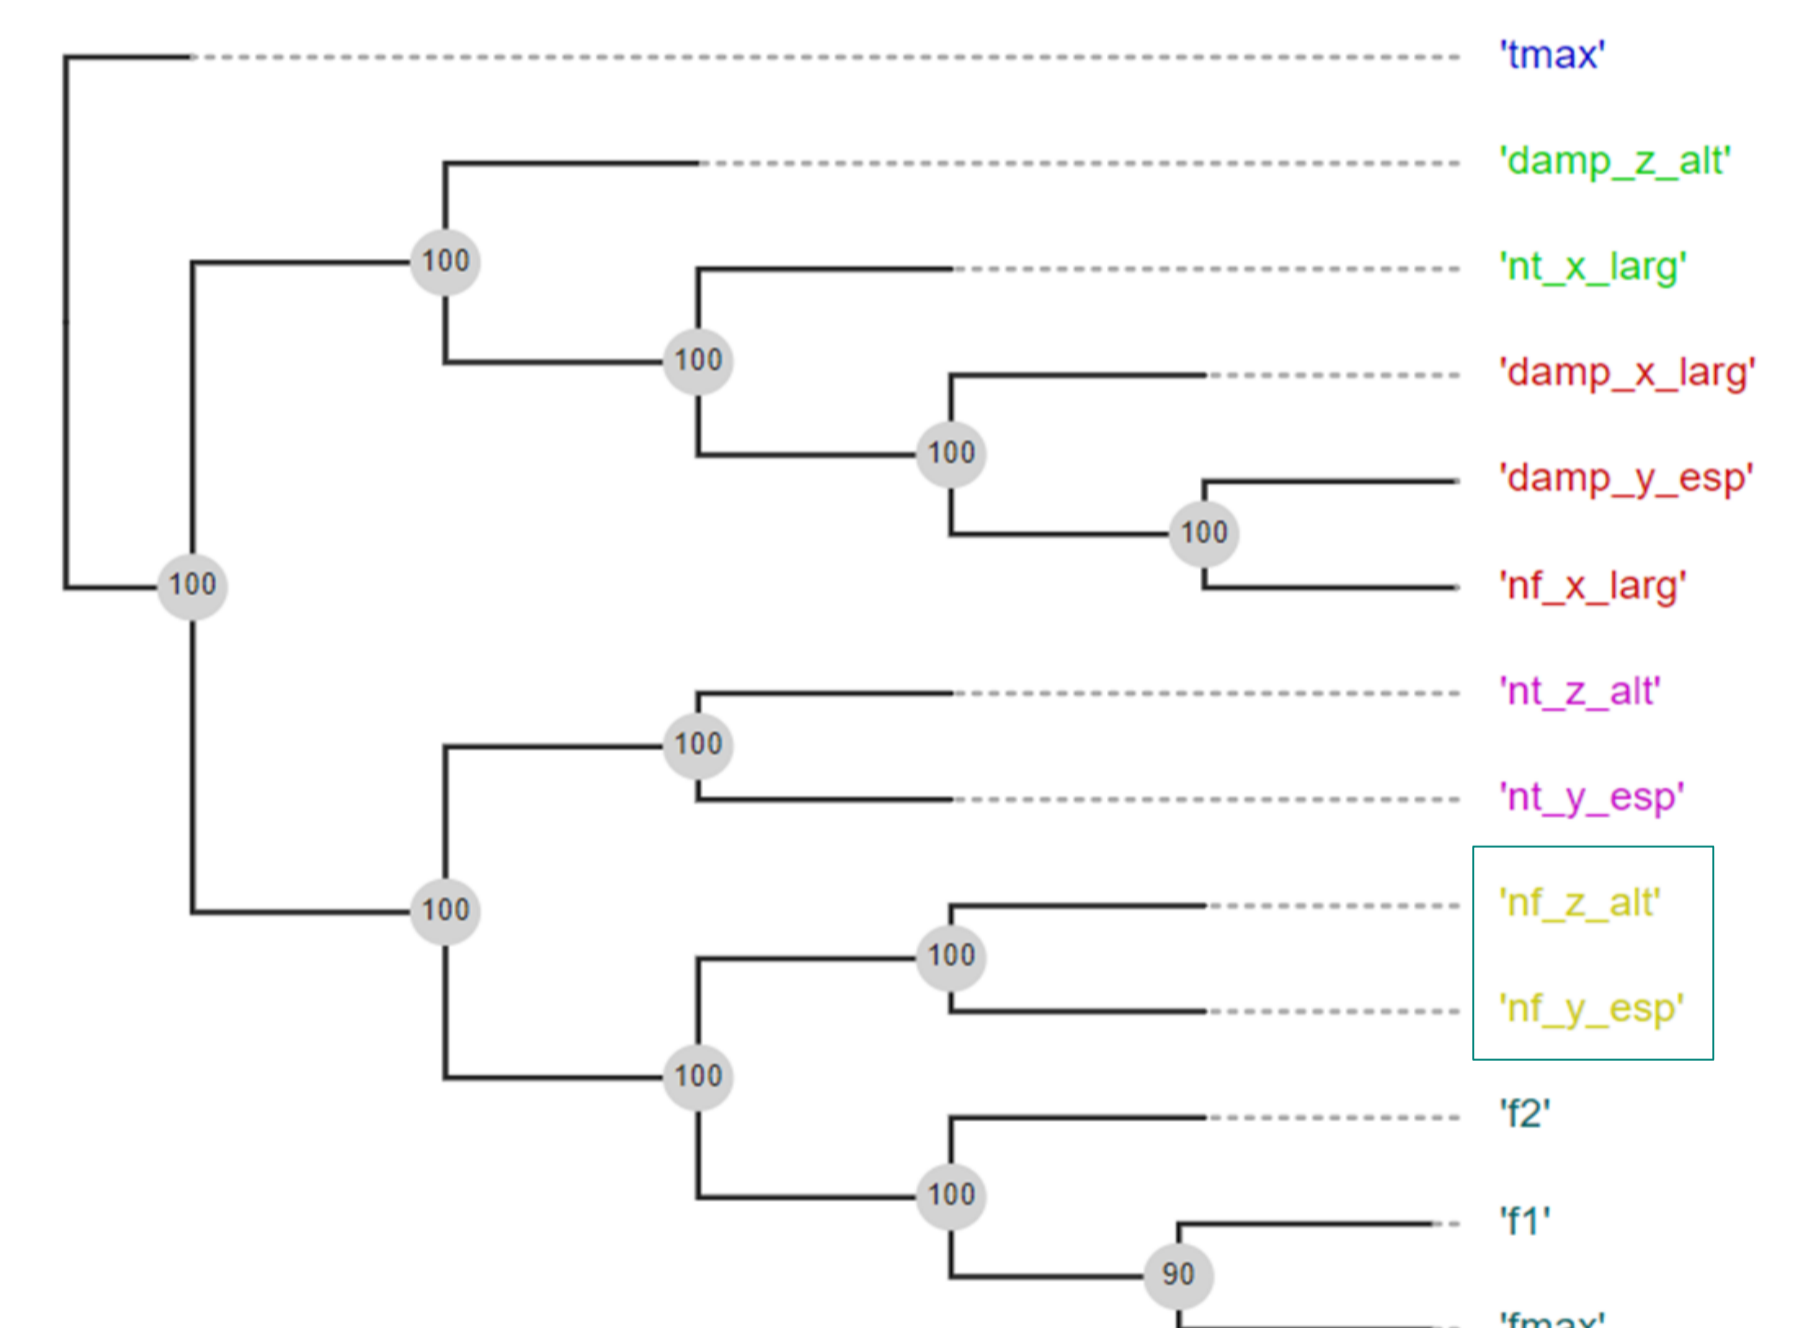 'tmax'
'damp_z_alt'
100
'nt_x_larg'
100
'damp_x_larg'
100
'damp_y_esp'
100
100
'nf_x_larg'
'nt_z_alt'
100
'nt_y_esp'
100
'nf_z_alt'
100
'nf_y_esp'
100
'f2'
100
'f1'
90
'fmax'